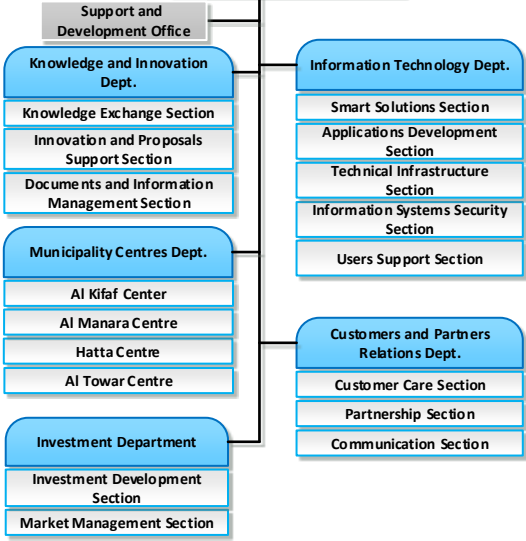 Support and
Development Office
Knowledge and Innovation
Dept.
Knowledge Exchange Section
Innovation and Proposals
Support Section
Documents and Information
Management Section
Municipality Centres Dept.
Al Kifaf Center
Al Manara Centre
Hatta Centre
Al Towar Centre
Investment Department
Investment Development
Section
Market Management Section
Information Technology Dept.
Smart Solutions Section
Applications Development
Section
Technical Infrastructure
Section
Information Systems Security
Section
Users Support Section
Customers and Partners
Relations Dept.
Customer Care Section
Partnership Section
Communication Section